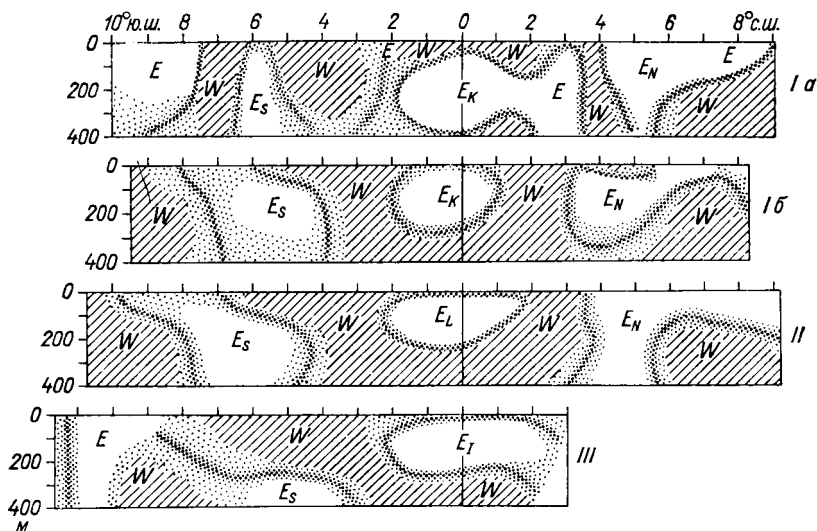 10°ю.ш. 8 6 4 2 0 2 4 6 8°с.ш.
0 E W E_S W E W E_K W E W E_N E W I а
200
400
0 W E_S W E_K W E_N W I б
200
400
0 W E_S W E_L W E_N W II
200
400
0 E W E_S W E_I W III
200
400
м